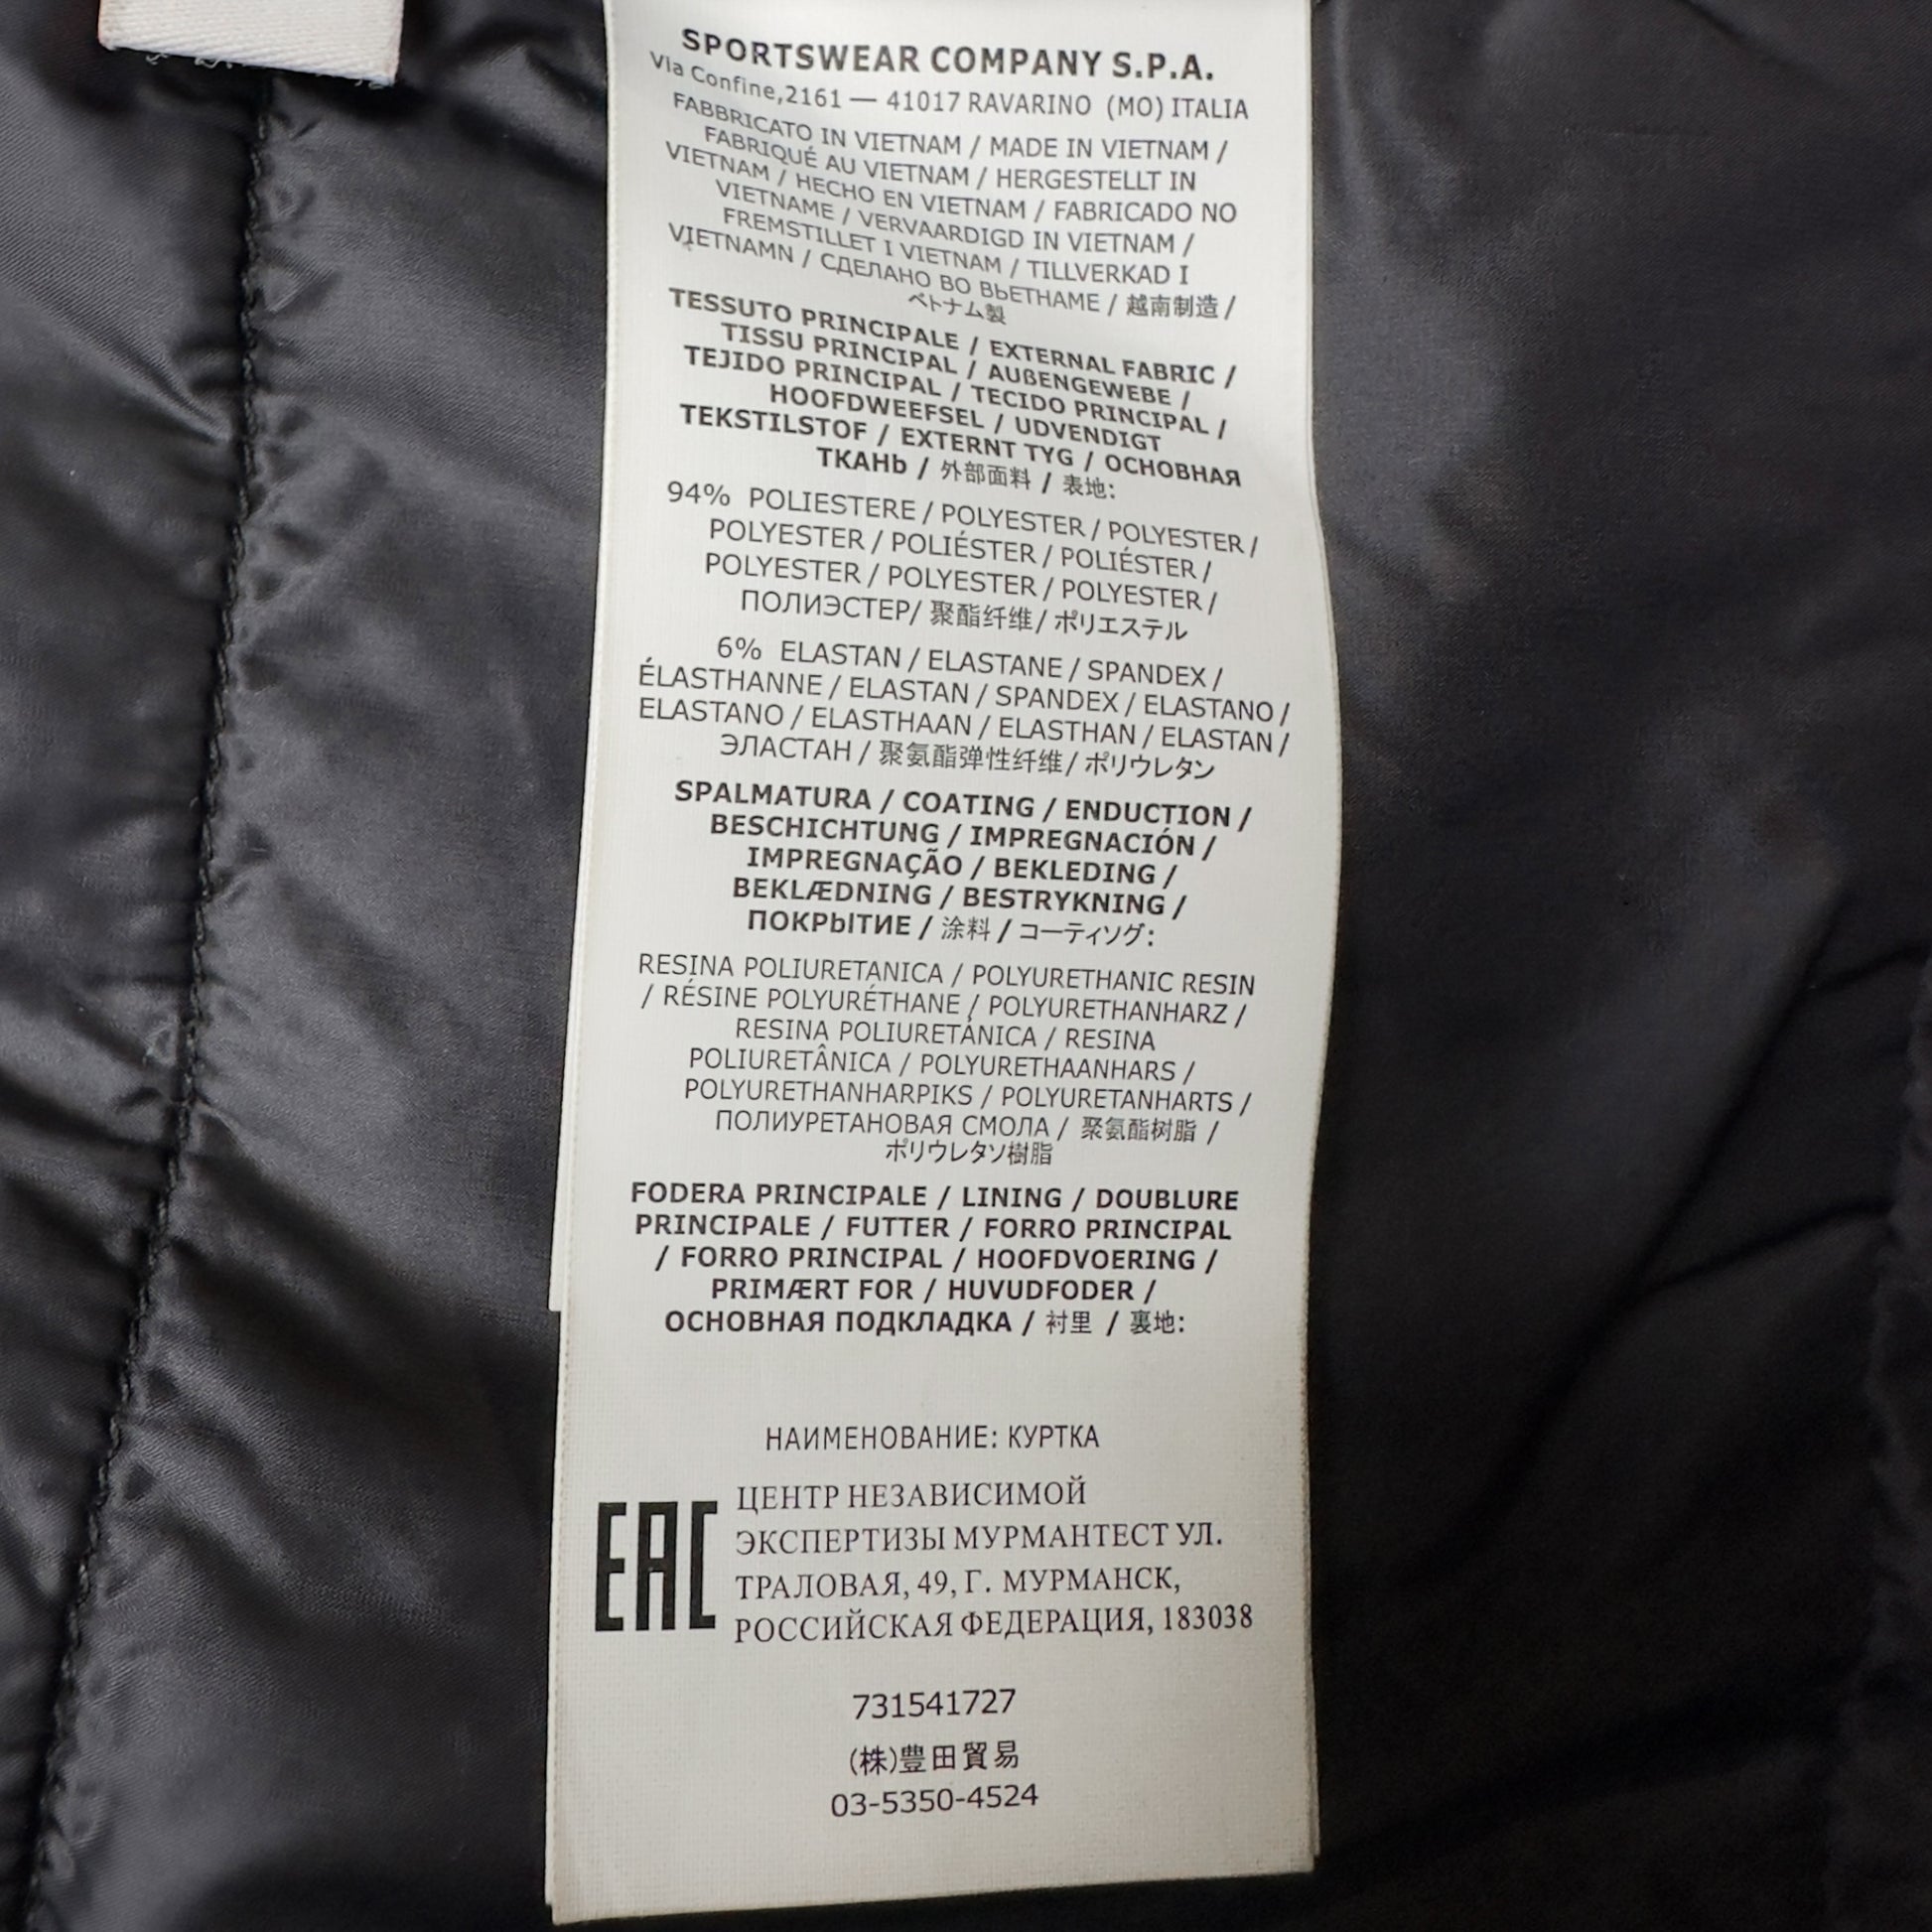 SPORTSWEAR COMPANY S.P.A.
Via Confine,2161 — 41017 RAVARINO (MO) ITALIA
FABBRICATO IN VIETNAM / MADE IN VIETNAM /
FABRIQUÉ AU VIETNAM / HERGESTELLT IN
VIETNAM / HECHO EN VIETNAM / FABRICADO NO
VIETNAME / VERVAARDIGD IN VIETNAM /
FREMSTILLET I VIETNAM / TILLVERKAD I
VIETNAMN / СДЕЛАНО ВО ВЬЕТНАМЕ / 越南制造 /
ベトナム製
TESSUTO PRINCIPALE / EXTERNAL FABRIC /
TISSU PRINCIPAL / AUßENGEWEBE /
TEJIDO PRINCIPAL / TECIDO PRINCIPAL /
HOOFDWEEFSEL / UDVENDIGT
TEKSTILSTOF / EXTERNT TYG / ОСНОВНАЯ
ТКАНЬ / 外部面料 / 表地:
94% POLIESTERE / POLYESTER / POLYESTER /
POLYESTER / POLIÉSTER / POLIÉSTER /
POLYESTER / POLYESTER / POLYESTER /
ПОЛИЭСТЕР/ 聚酯纤维/ ポリエステル
6% ELASTAN / ELASTANE / SPANDEX /
ÉLASTHANNE / ELASTAN / SPANDEX / ELASTANO /
ELASTANO / ELASTHAAN / ELASTHAN / ELASTAN /
ЭЛАСТАН / 聚氨酯弹性纤维/ ポリウレタン
SPALMATURA / COATING / ENDUCTION /
BESCHICHTUNG / IMPREGNACIÓN /
IMPREGNAÇÃO / BEKLEDING /
BEKLÆDNING / BESTRYKNING /
ПОКРЫТИЕ / 涂料 / コーティソグ:
RESINA POLIURETANICA / POLYURETHANIC RESIN
/ RÉSINE POLYURÉTHANE / POLYURETHANHARZ /
RESINA POLIURETÁNICA / RESINA
POLIURETÂNICA / POLYURETHAANHARS /
POLYURETHANHARPIKS / POLYURETANHARTS /
ПОЛИУРЕТАНОВАЯ СМОЛА / 聚氨酯树脂 /
ポリウレタソ樹脂
FODERA PRINCIPALE / LINING / DOUBLURE
PRINCIPALE / FUTTER / FORRO PRINCIPAL
/ FORRO PRINCIPAL / HOOFDVOERING /
PRIMÆRT FOR / HUVUDFODER /
ОСНОВНАЯ ПОДКЛАДКА / 衬里 / 裏地:
НАИМЕНОВАНИЕ: КУРТКА
EAC
ЦЕНТР НЕЗАВИСИМОЙ
ЭКСПЕРТИЗЫ МУРМАНТЕСТ УЛ.
ТРАЛОВАЯ, 49, Г. МУРМАНСК,
РОССИЙСКАЯ ФЕДЕРАЦИЯ, 183038
731541727
(株)豊田貿易
03-5350-4524